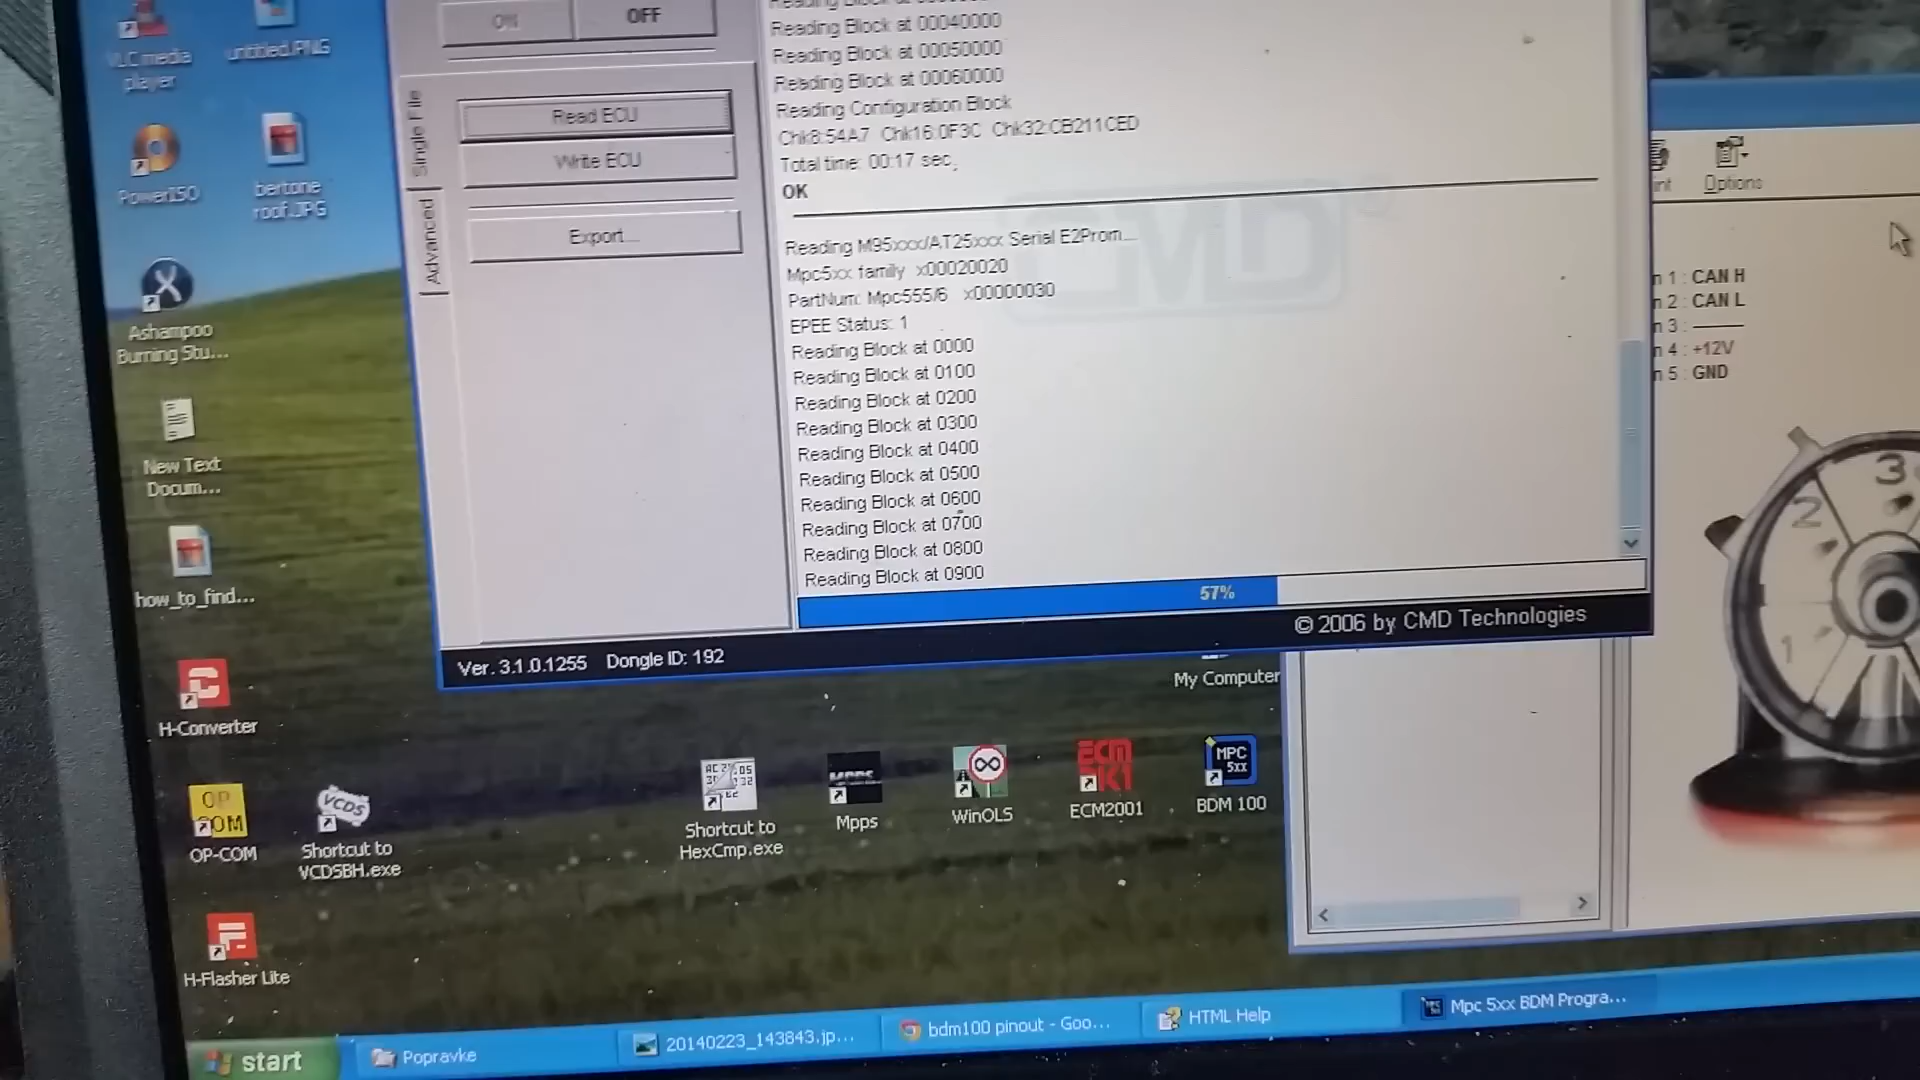 VLC media
player
untitled.PNG
Power150
bertone
roof.JPG
Ashampoo
Burning Stu...
New Text
Docum...
how_to_find...
H-Converter
OP-COM
Shortcut to
VCDSBH.exe
H-Flasher Lite
ON
OFF
Single File
Advanced
Read ECU
Write ECU
Export...
Reading Block at 00040000
Reading Block at 00050000
Reading Block at 00060000
Reading Configuration Block
Chk8:54A7 Chk16:0F3C Chk32:CB211CED
Total time: 00:17 sec,
OK
CMD
Reading M95xxx/AT25xxx Serial E2Prom...
Mpc5xx family x00020020
PartNum: Mpc555/6 x00000030
EPEE Status: 1
Reading Block at 0000
Reading Block at 0100
Reading Block at 0200
Reading Block at 0300
Reading Block at 0400
Reading Block at 0500
Reading Block at 0600
Reading Block at 0700
Reading Block at 0800
Reading Block at 0900
57%
© 2006 by CMD Technologies
Ver. 3.1.0.1255 Dongle ID: 192
Options
n 1 : CAN H
n 2 : CAN L
n 3 :
n 4 : +12V
n 5 : GND
3
2
1
My Computer
Shortcut to
HexCmp.exe
Mpps
WinOLS
ECM2001
MPC
5xx
BDM 100
start
Popravke
20140223_143843.jp...
bdm100 pinout - Goo...
HTML Help
Mpc 5xx BDM Progra...